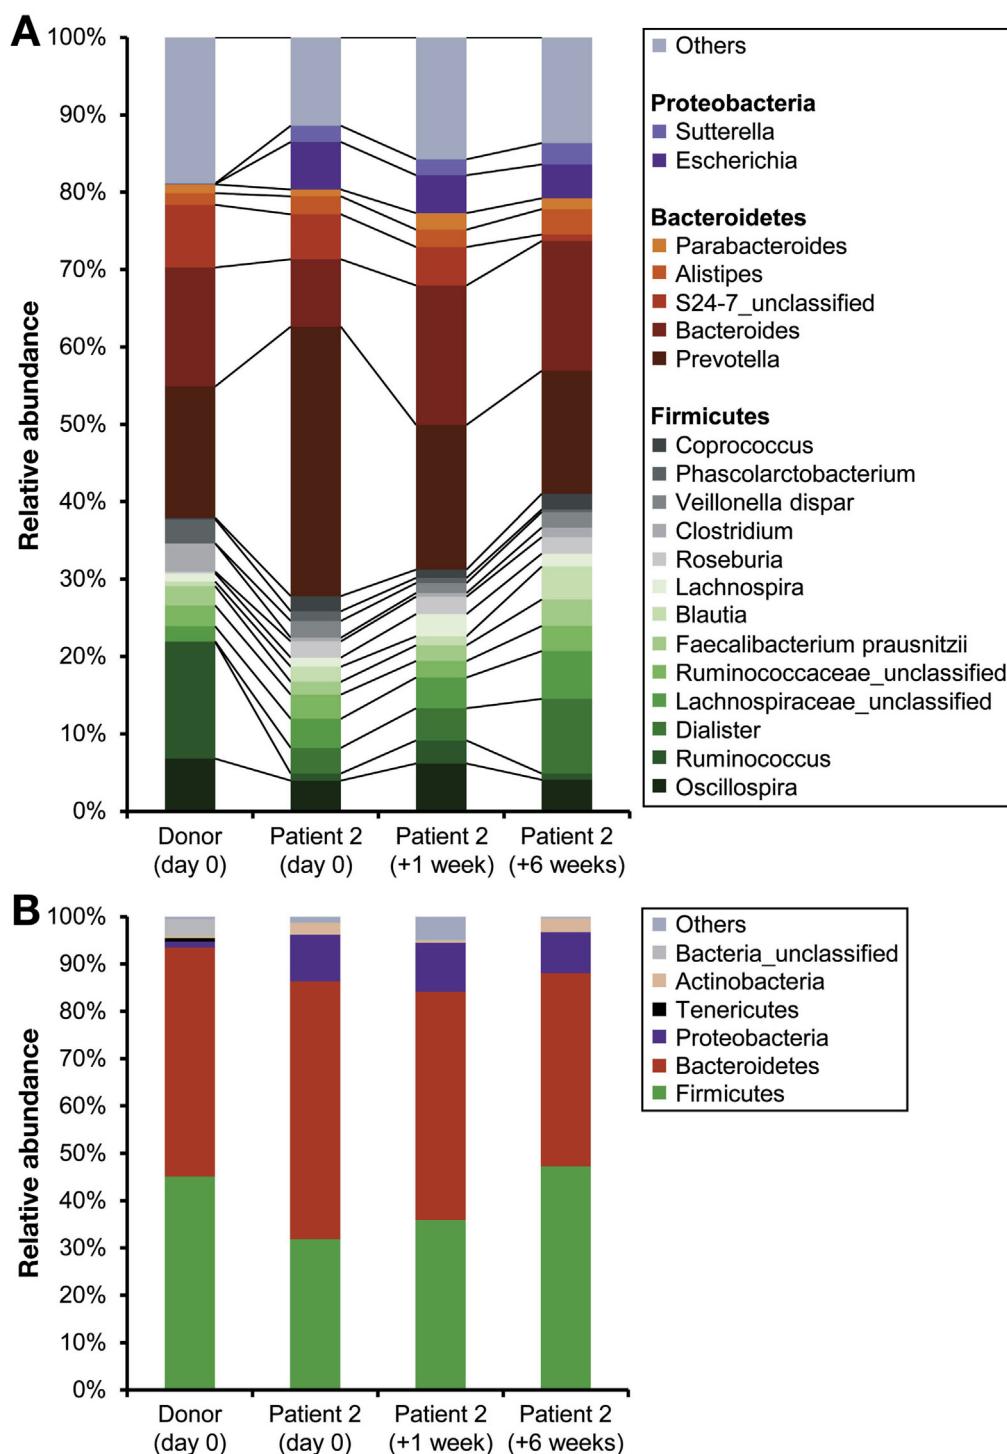 A
100%
90%
80%
70%
60%
50%
40%
30%
20%
10%
0%
Relative abundance
Donor
(day 0)
Patient 2
(day 0)
Patient 2
(+1 week)
Patient 2
(+6 weeks)
Others
Proteobacteria
Sutterella
Escherichia
Bacteroidetes
Parabacteroides
Alistipes
S24-7_unclassified
Bacteroides
Prevotella
Firmicutes
Coprococcus
Phascolarctobacterium
Veillonella dispar
Clostridium
Roseburia
Lachnospira
Blautia
Faecalibacterium prausnitzii
Ruminococcaceae_unclassified
Lachnospiraceae_unclassified
Dialister
Ruminococcus
Oscillospira
B
100%
90%
80%
70%
60%
50%
40%
30%
20%
10%
0%
Relative abundance
Donor
(day 0)
Patient 2
(day 0)
Patient 2
(+1 week)
Patient 2
(+6 weeks)
Others
Bacteria_unclassified
Actinobacteria
Tenericutes
Proteobacteria
Bacteroidetes
Firmicutes